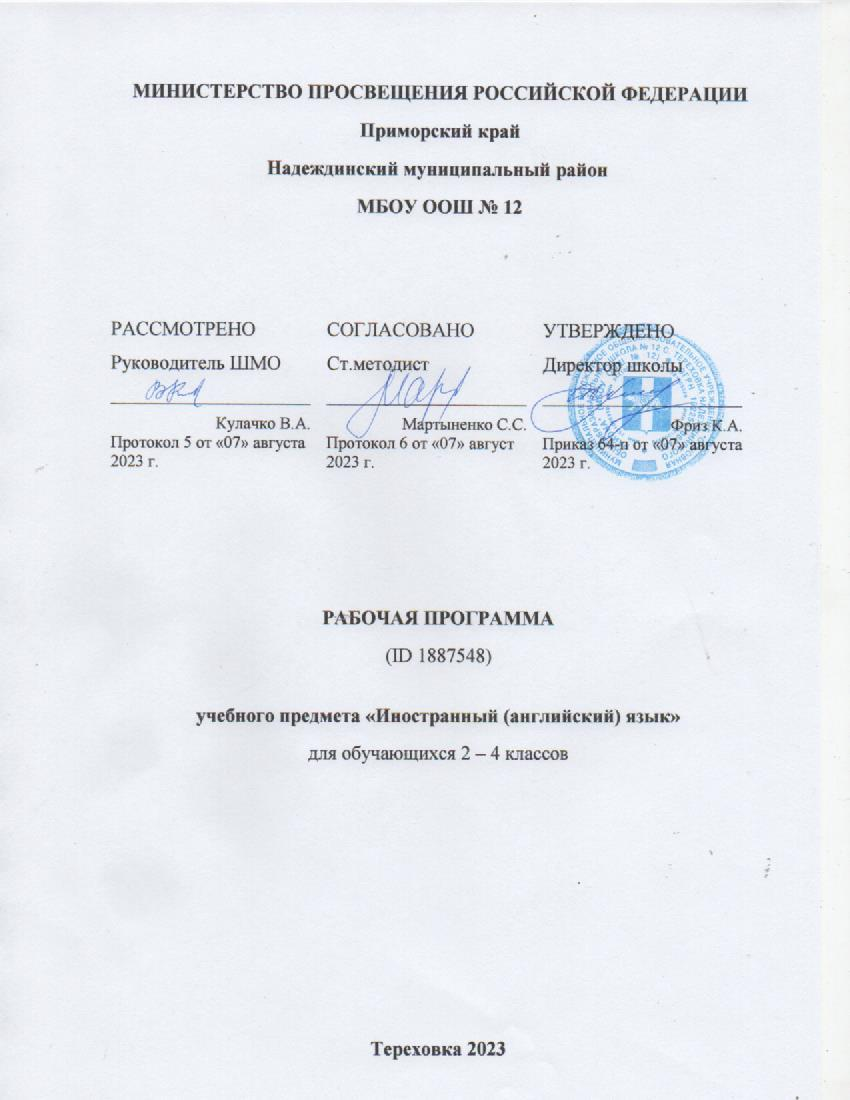 МИНИСТЕРСТВО ПРОСВЕЩЕНИЯ РОССИЙСКОЙ ФЕДЕРАЦИИ
Приморский край
Надеждинский муниципальный район
МБОУ ООШ № 12
РАССМОТРЕНО
Руководитель ШМО
Кулачко В.А.
Протокол 5 от «07» августа
2023 г.
СОГЛАСОВАНО
Ст.методист
Мартыненко С.С.
Протокол 6 от «07» август
2023 г.
УТВЕРЖДЕНО
Директор школы
Фриз К.А.
Приказ 64-п от «07» августа
2023 г.
РАБОЧАЯ ПРОГРАММА
(ID 1887548)
учебного предмета «Иностранный (английский) язык»
для обучающихся 2 – 4 классов
Тереховка 2023